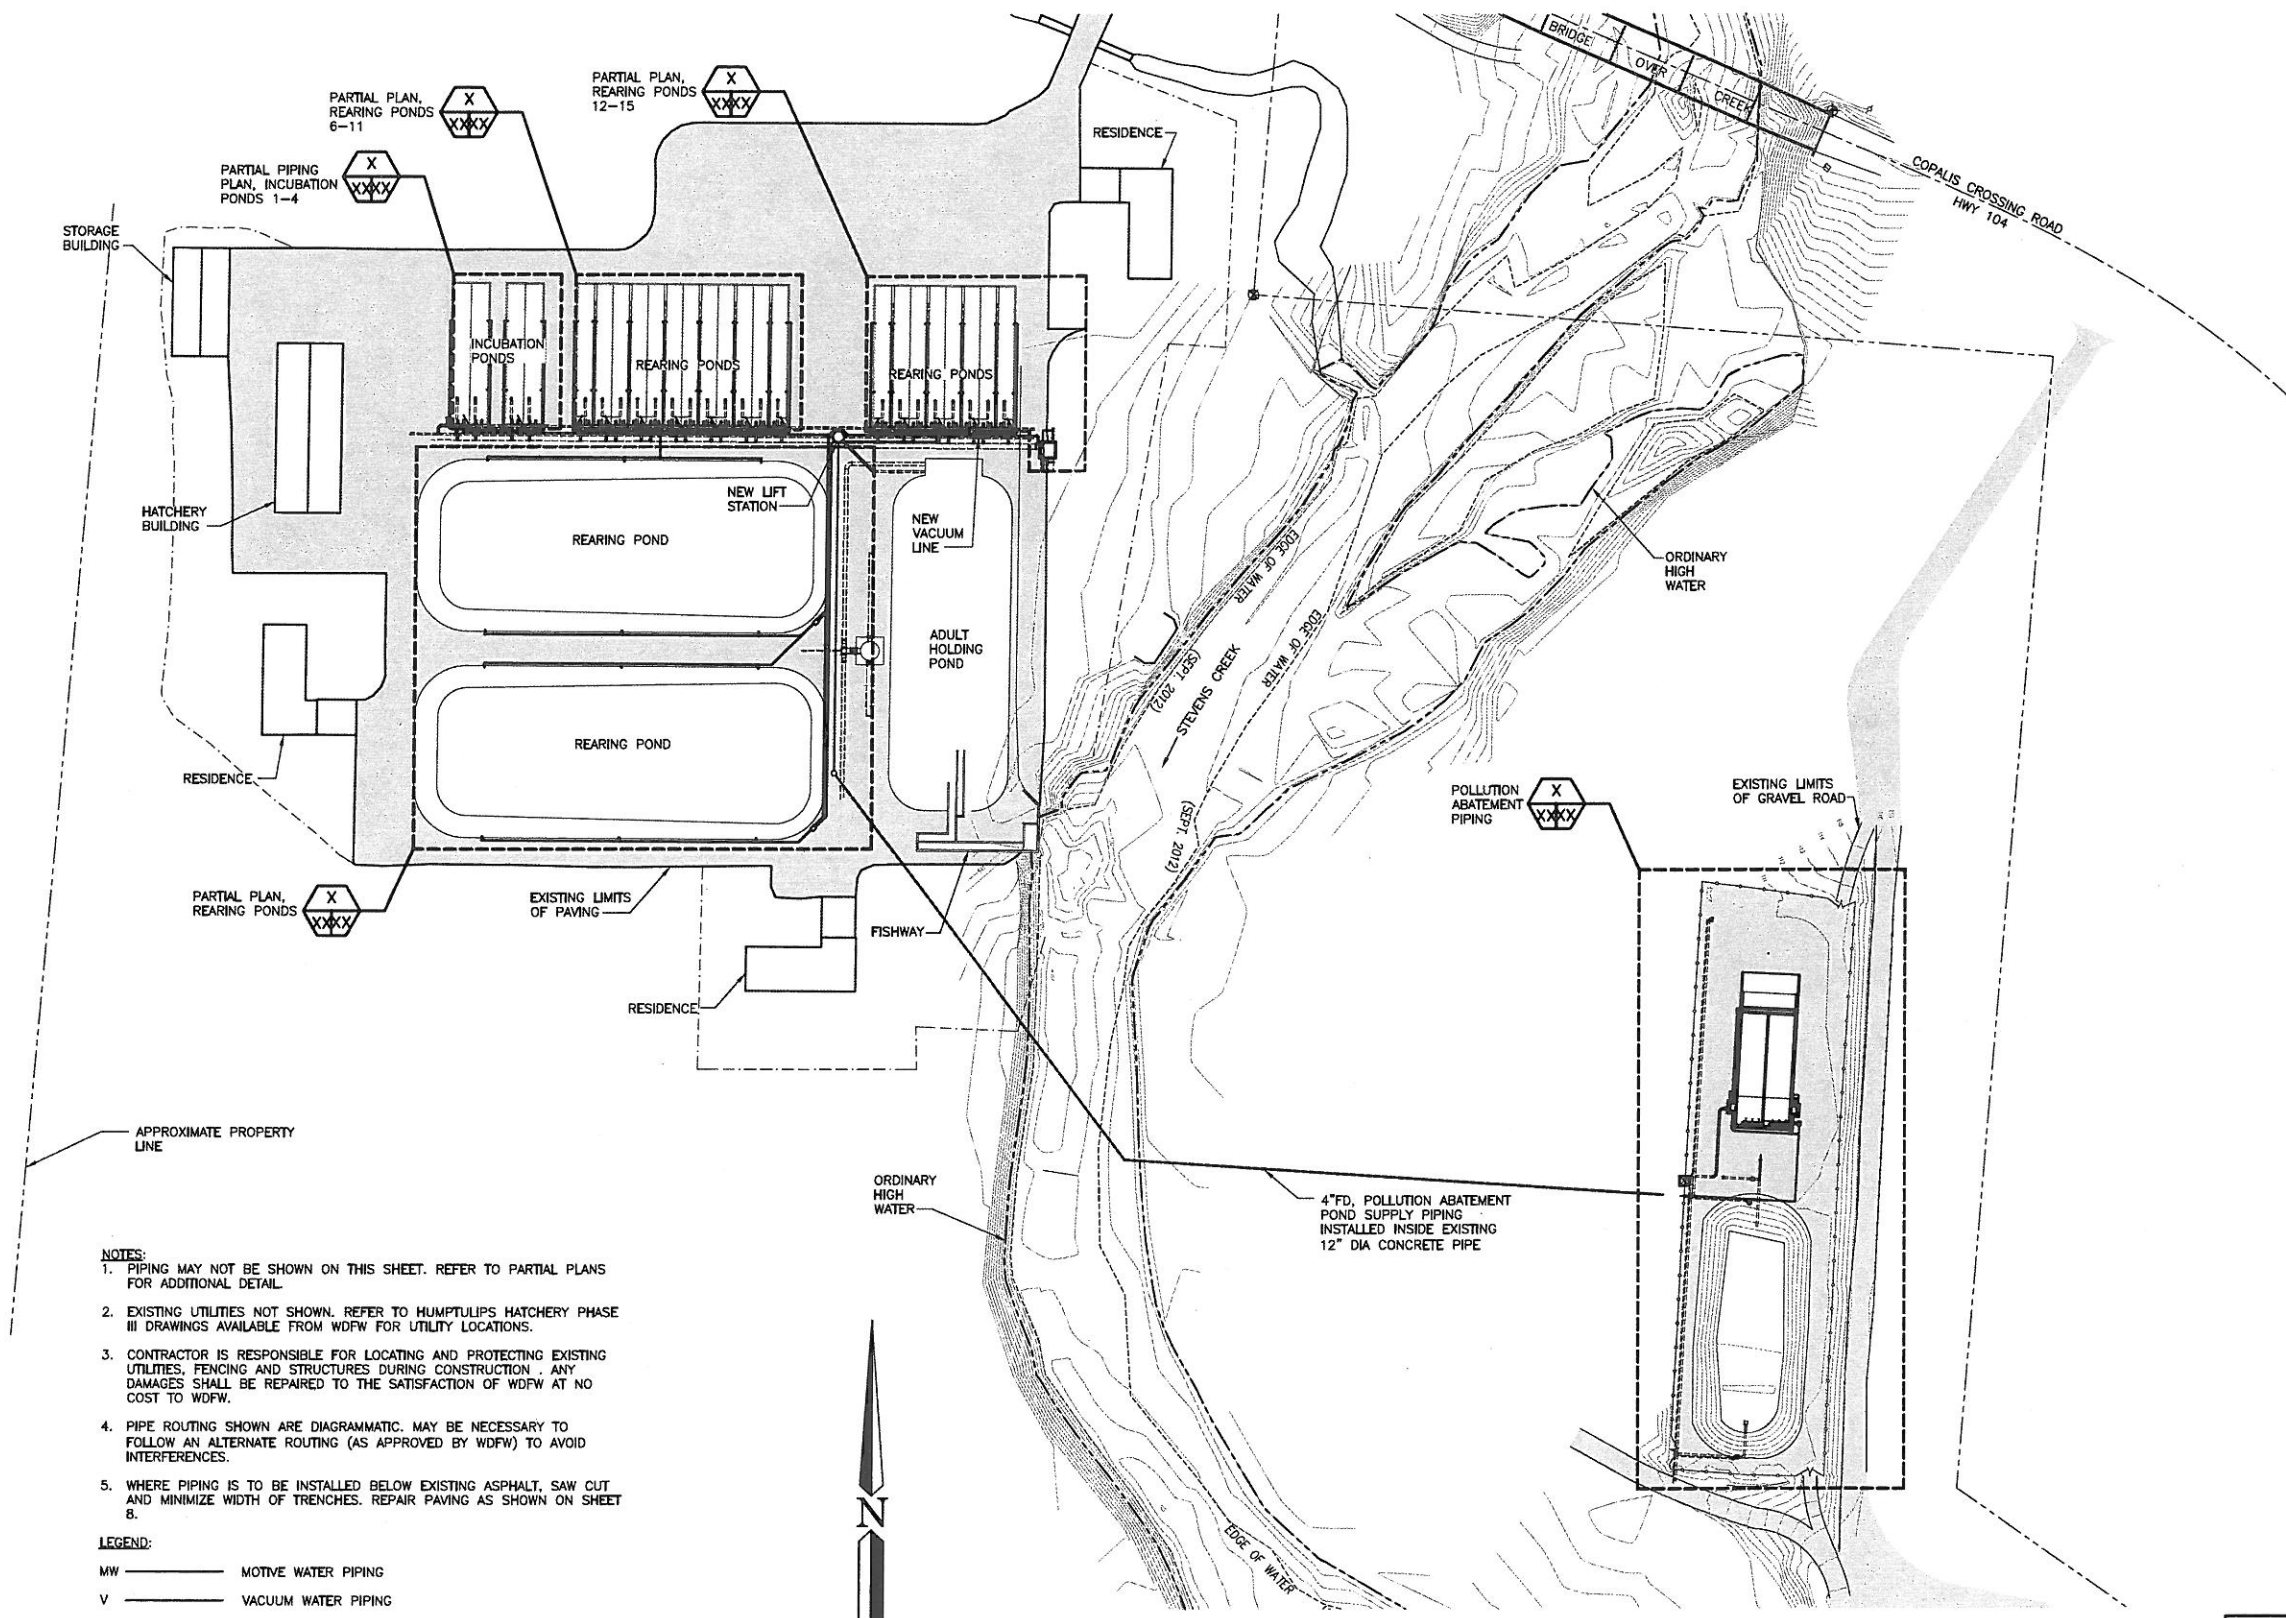 BRIDGE
OVER
CREEK
COPALIS CROSSING ROAD
HWY 104
PARTIAL PLAN,
REARING PONDS
12-15
X
XXXX
PARTIAL PLAN,
REARING PONDS
6-11
X
XXXX
PARTIAL PIPING
PLAN, INCUBATION
PONDS 1-4
X
XXXX
RESIDENCE
STORAGE
BUILDING
INCUBATION
PONDS
REARING PONDS
REARING PONDS
HATCHERY
BUILDING
NEW LIFT
STATION
NEW
VACUUM
LINE
REARING POND
EDGE OF WATER
(SEPT. 2012)
EDGE OF WATER
(SEPT. 2012)
STEVENS CREEK
ORDINARY
HIGH
WATER
ADULT
HOLDING
POND
REARING POND
RESIDENCE
POLLUTION
ABATEMENT
PIPING
X
XXXX
EXISTING LIMITS
OF GRAVEL ROAD
PARTIAL PLAN,
REARING PONDS
X
XXXX
EXISTING LIMITS
OF PAVING
FISHWAY
RESIDENCE
APPROXIMATE PROPERTY
LINE
ORDINARY
HIGH
WATER
4"FD, POLLUTION ABATEMENT
POND SUPPLY PIPING
INSTALLED INSIDE EXISTING
12" DIA CONCRETE PIPE
EDGE OF WATER
NOTES:
1. PIPING MAY NOT BE SHOWN ON THIS SHEET. REFER TO PARTIAL PLANS
FOR ADDITIONAL DETAIL.
2. EXISTING UTILITIES NOT SHOWN. REFER TO HUMPTULIPS HATCHERY PHASE
III DRAWINGS AVAILABLE FROM WDFW FOR UTILITY LOCATIONS.
3. CONTRACTOR IS RESPONSIBLE FOR LOCATING AND PROTECTING EXISTING
UTILITIES, FENCING AND STRUCTURES DURING CONSTRUCTION . ANY
DAMAGES SHALL BE REPAIRED TO THE SATISFACTION OF WDFW AT NO
COST TO WDFW.
4. PIPE ROUTING SHOWN ARE DIAGRAMMATIC. MAY BE NECESSARY TO
FOLLOW AN ALTERNATE ROUTING (AS APPROVED BY WDFW) TO AVOID
INTERFERENCES.
5. WHERE PIPING IS TO BE INSTALLED BELOW EXISTING ASPHALT, SAW CUT
AND MINIMIZE WIDTH OF TRENCHES. REPAIR PAVING AS SHOWN ON SHEET
8.
LEGEND:
MW MOTIVE WATER PIPING
V VACUUM WATER PIPING
N